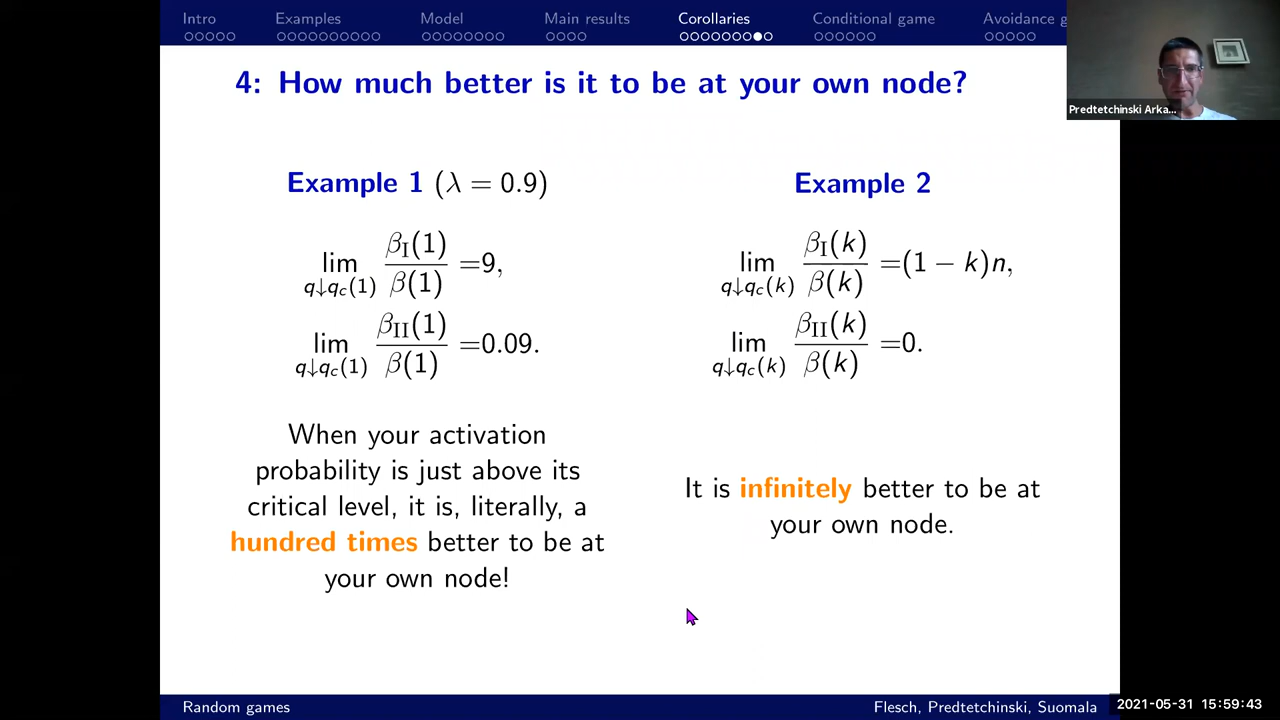 Intro Examples Model Main results Corollaries Conditional game Avoidance g
Predtetchinski Arka...
4: How much better is it to be at your own node?
Example 1 (λ = 0.9)
lim q↓q_c(1) β_I(1)/β(1) =9,
lim q↓q_c(1) β_II(1)/β(1) =0.09.
When your activation
probability is just above its
critical level, it is, literally, a
hundred times better to be at
your own node!
Example 2
lim q↓q_c(k) β_I(k)/β(k) =(1 − k)n,
lim q↓q_c(k) β_II(k)/β(k) =0.
It is infinitely better to be at
your own node.
Random games
Flesch, Predtetchinski, Suomala
2021-05-31 15:59:43